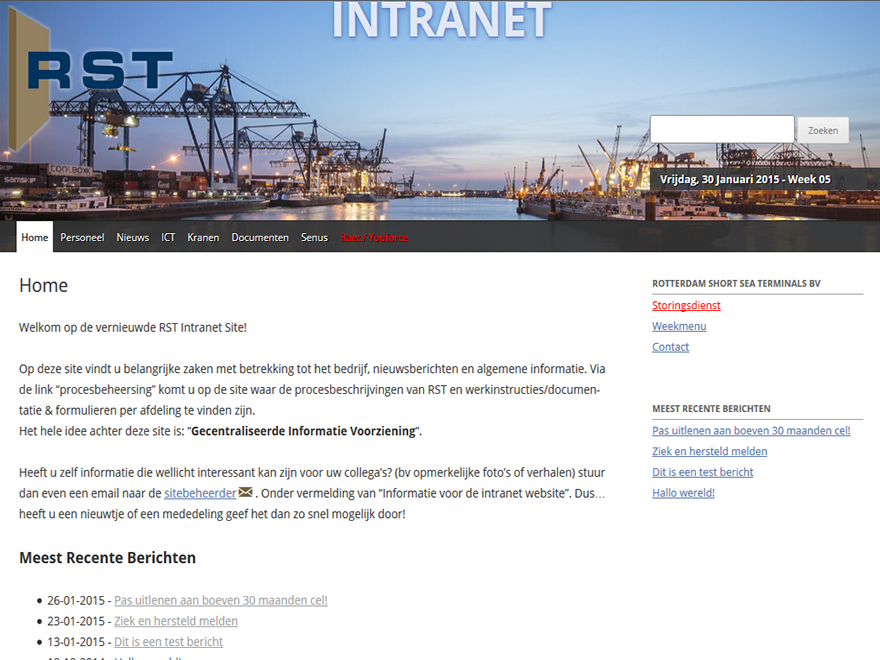 INTRANET
RST
Zoeken
COOLBOXX
SAMSKIP
Vrijdag, 30 Januari 2015 - Week 05
Home Personeel Nieuws ICT Kranen Documenten Senus Raet / Youforce
Home
Welkom op de vernieuwde RST Intranet Site!
Op deze site vindt u belangrijke zaken met betrekking tot het bedrijf, nieuwsberichten en algemene informatie. Via
de link “procesbeheersing” komt u op de site waar de procesbeschrijvingen van RST en werkinstructies/documen-
tatie & formulieren per afdeling te vinden zijn.
Het hele idee achter deze site is: “Gecentraliseerde Informatie Voorziening“.
Heeft u zelf informatie die wellicht interessant kan zijn voor uw collega’s? (bv opmerkelijke foto’s of verhalen) stuur
dan even een email naar de sitebeheerder . Onder vermelding van “Informatie voor de intranet website”. Dus…
heeft u een nieuwtje of een mededeling geef het dan zo snel mogelijk door!
Meest Recente Berichten
26-01-2015 - Pas uitlenen aan boeven 30 maanden cel!
23-01-2015 - Ziek en hersteld melden
13-01-2015 - Dit is een test bericht
ROTTERDAM SHORT SEA TERMINALS BV
Storingsdienst
Weekmenu
Contact
MEEST RECENTE BERICHTEN
Pas uitlenen aan boeven 30 maanden cel!
Ziek en hersteld melden
Dit is een test bericht
Hallo wereld!